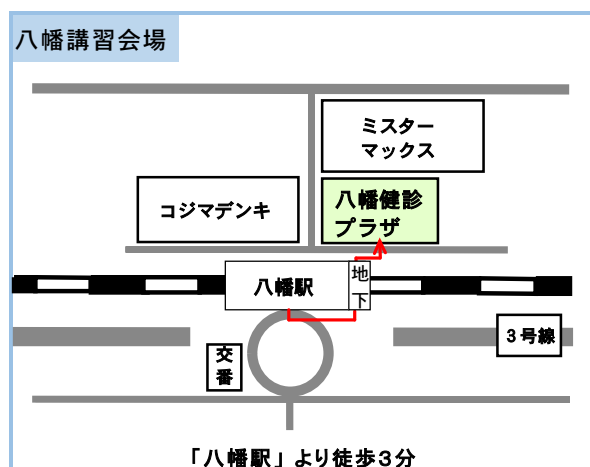 八幡講習会場
ミスター
マックス
八幡健診
プラザ
コジマデンキ
八幡駅
地
下
3号線
交
番
「八幡駅」より徒歩3分